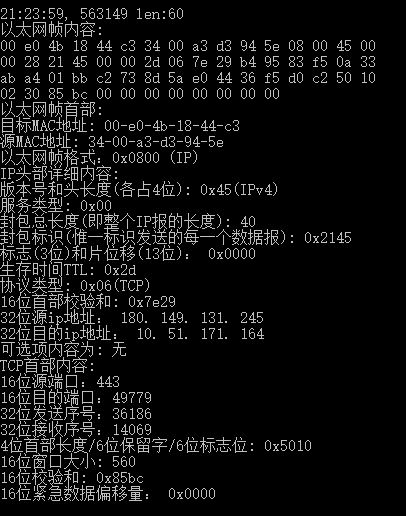 21:23:59, 563149 len:60
以太网帧内容:
00 e0 4b 18 44 c3 34 00 a3 d3 94 5e 08 00 45 00
00 28 21 45 00 00 2d 06 7e 29 b4 95 83 f5 0a 33
ab a4 01 bb c2 73 8d 5a e0 44 36 f5 d0 c2 50 10
02 30 85 bc 00 00 00 00 00 00 00 00
以太网帧首部:
目标MAC地址: 00-e0-4b-18-44-c3
源MAC地址: 34-00-a3-d3-94-5e
以太网帧格式：0x0800 (IP)
IP头部详细内容:
版本号和头长度(各占4位): 0x45(IPv4)
服务类型: 0x00
封包总长度(即整个IP报的长度): 40
封包标识(惟一标识发送的每一个数据报): 0x2145
标志(3位)和片位移(13位)： 0x0000
生存时间TTL: 0x2d
协议类型: 0x06(TCP)
16位首部校验和: 0x7e29
32位源ip地址： 180. 149. 131. 245
32位目的ip地址： 10. 51. 171. 164
可选项内容为: 无
TCP首部内容:
16位源端口：443
16位目的端口：49779
32位发送序号：36186
32位接收序号：14069
4位首部长度/6位保留字/6位标志位: 0x5010
16位窗口大小: 560
16位校验和: 0x85bc
16位紧急数据偏移量： 0x0000